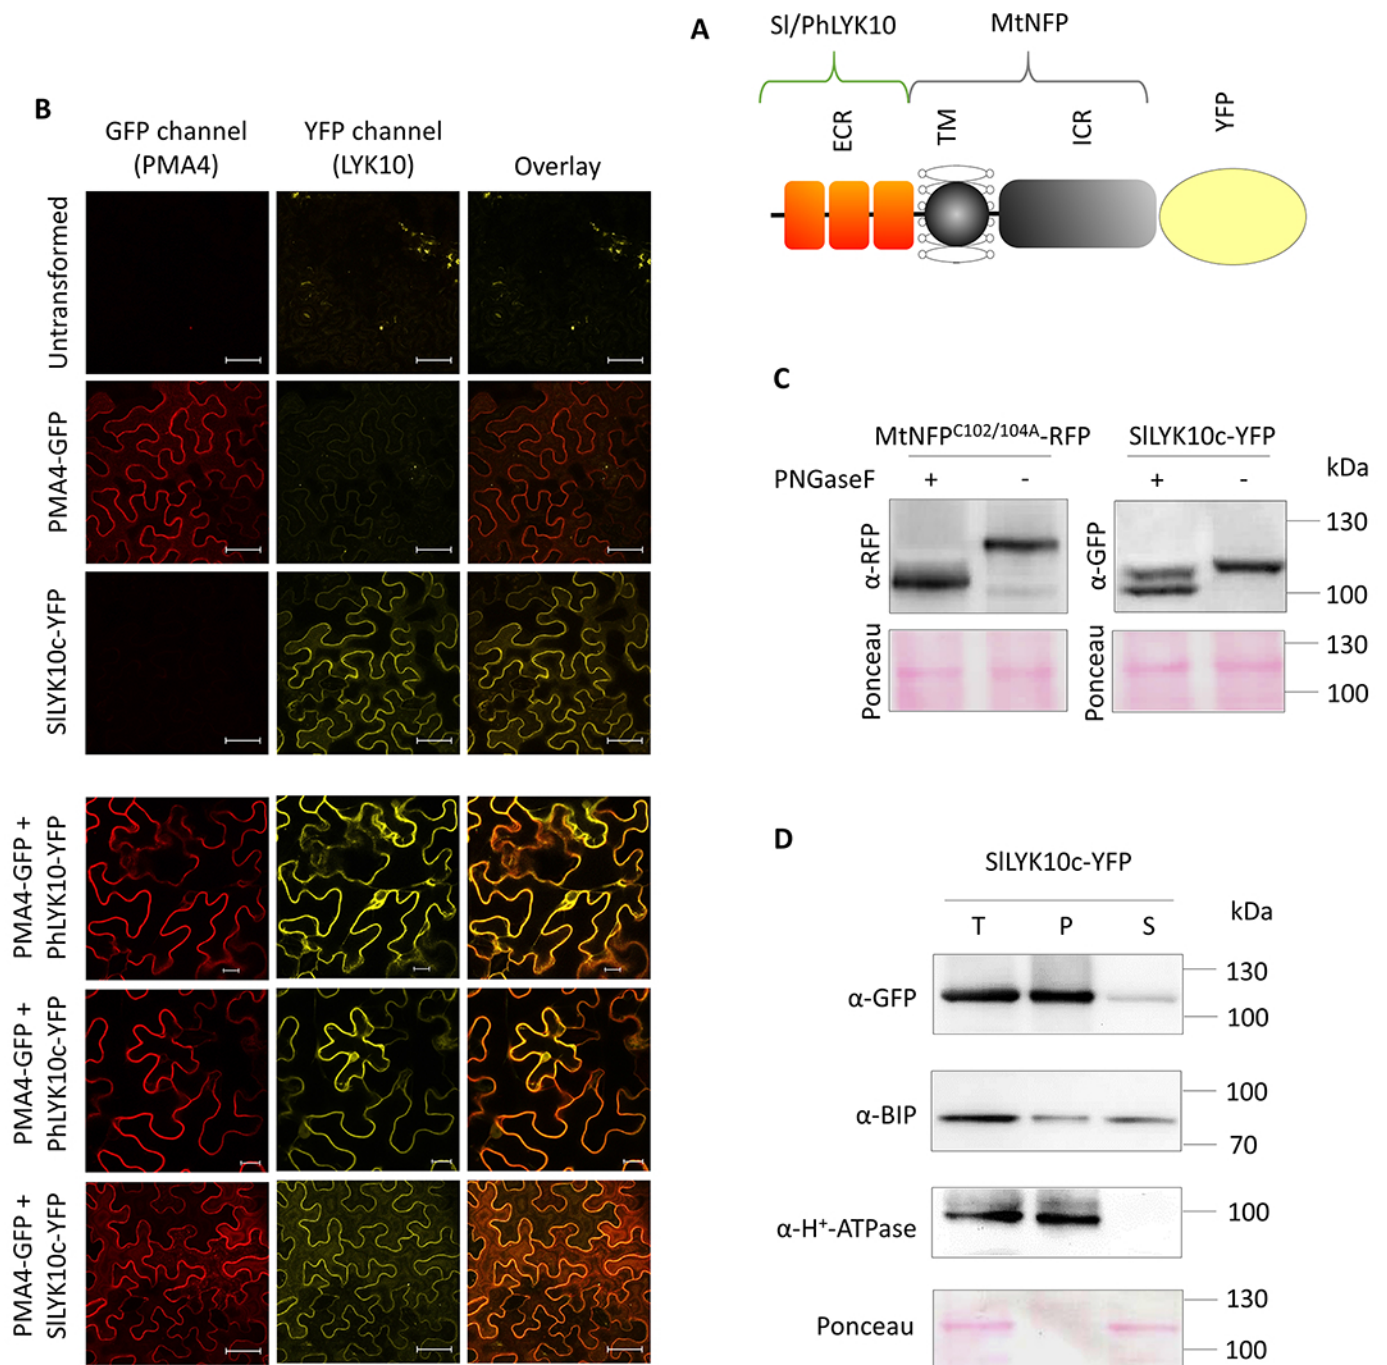 A
Sl/PhLYK10 MtNFP
ECR TM ICR YFP
B
GFP channel (PMA4)
YFP channel (LYK10)
Overlay
Untransformed
PMA4-GFP
SlLYK10c-YFP
PMA4-GFP + PhLYK10-YFP
PMA4-GFP + PhLYK10c-YFP
PMA4-GFP + SlLYK10c-YFP
C
MtNFP^C102/104A-RFP SlLYK10c-YFP
kDa
PNGaseF + - + -
α-RFP α-GFP
130
100
Ponceau Ponceau
130
100
D
SlLYK10c-YFP
T P S kDa
α-GFP
130
100
α-BIP
100
70
α-H⁺-ATPase
100
Ponceau
130
100